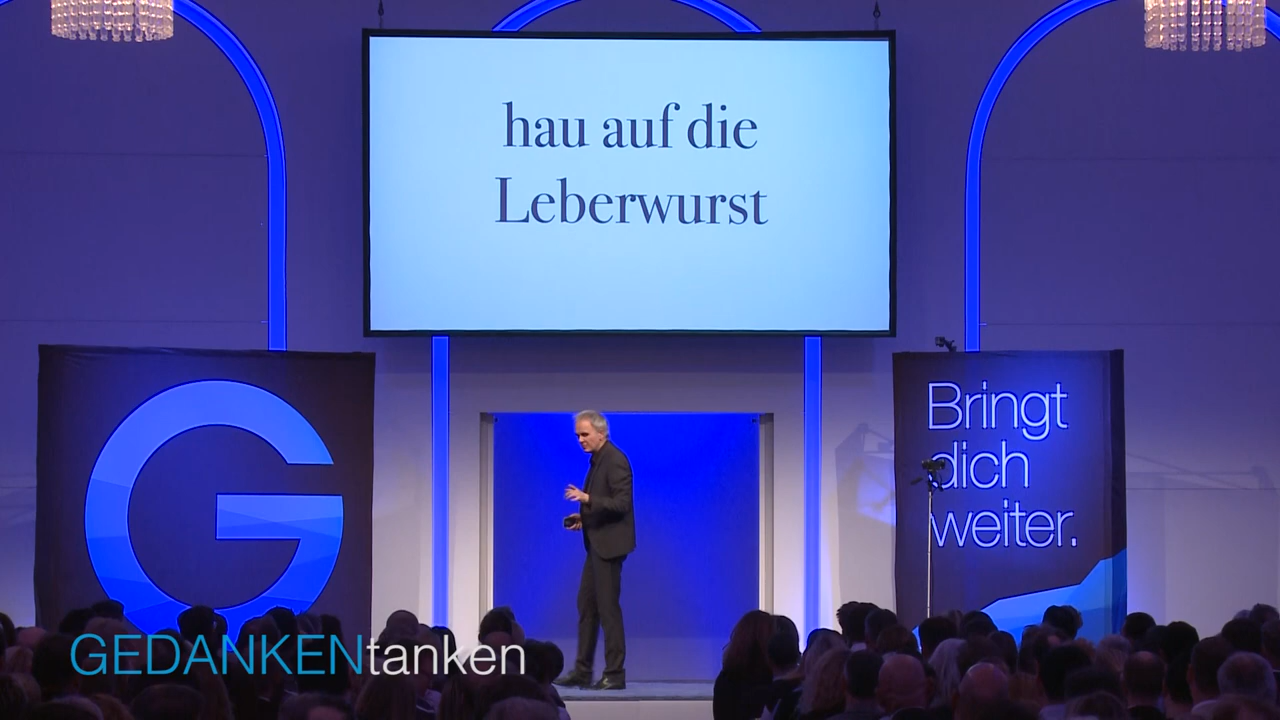 hau auf die
Leberwurst
G
Bringt
dich
weiter.
GEDANKENtanken